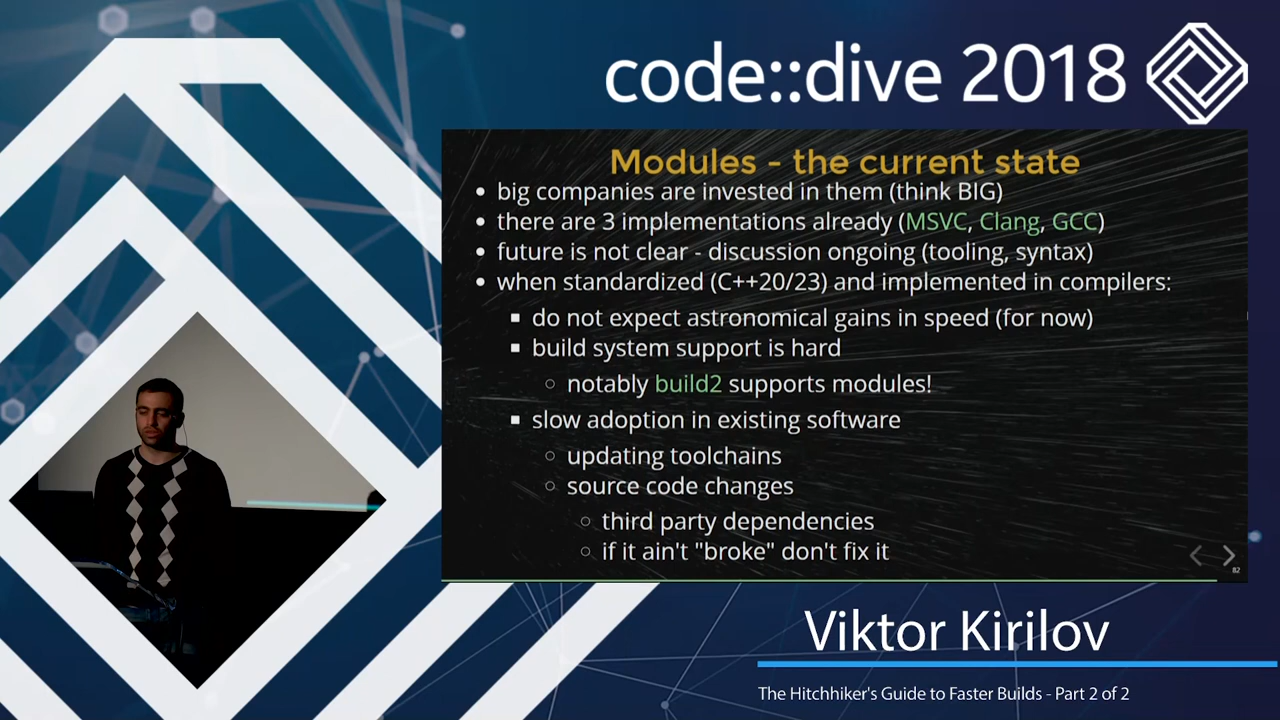 code::dive 2018
Modules - the current state
• big companies are invested in them (think BIG)
• there are 3 implementations already (MSVC, Clang, GCC)
• future is not clear - discussion ongoing (tooling, syntax)
• when standardized (C++20/23) and implemented in compilers:
▪ do not expect astronomical gains in speed (for now)
▪ build system support is hard
○ notably build2 supports modules!
▪ slow adoption in existing software
○ updating toolchains
○ source code changes
○ third party dependencies
○ if it ain't "broke" don't fix it
82
Viktor Kirilov
The Hitchhiker's Guide to Faster Builds - Part 2 of 2